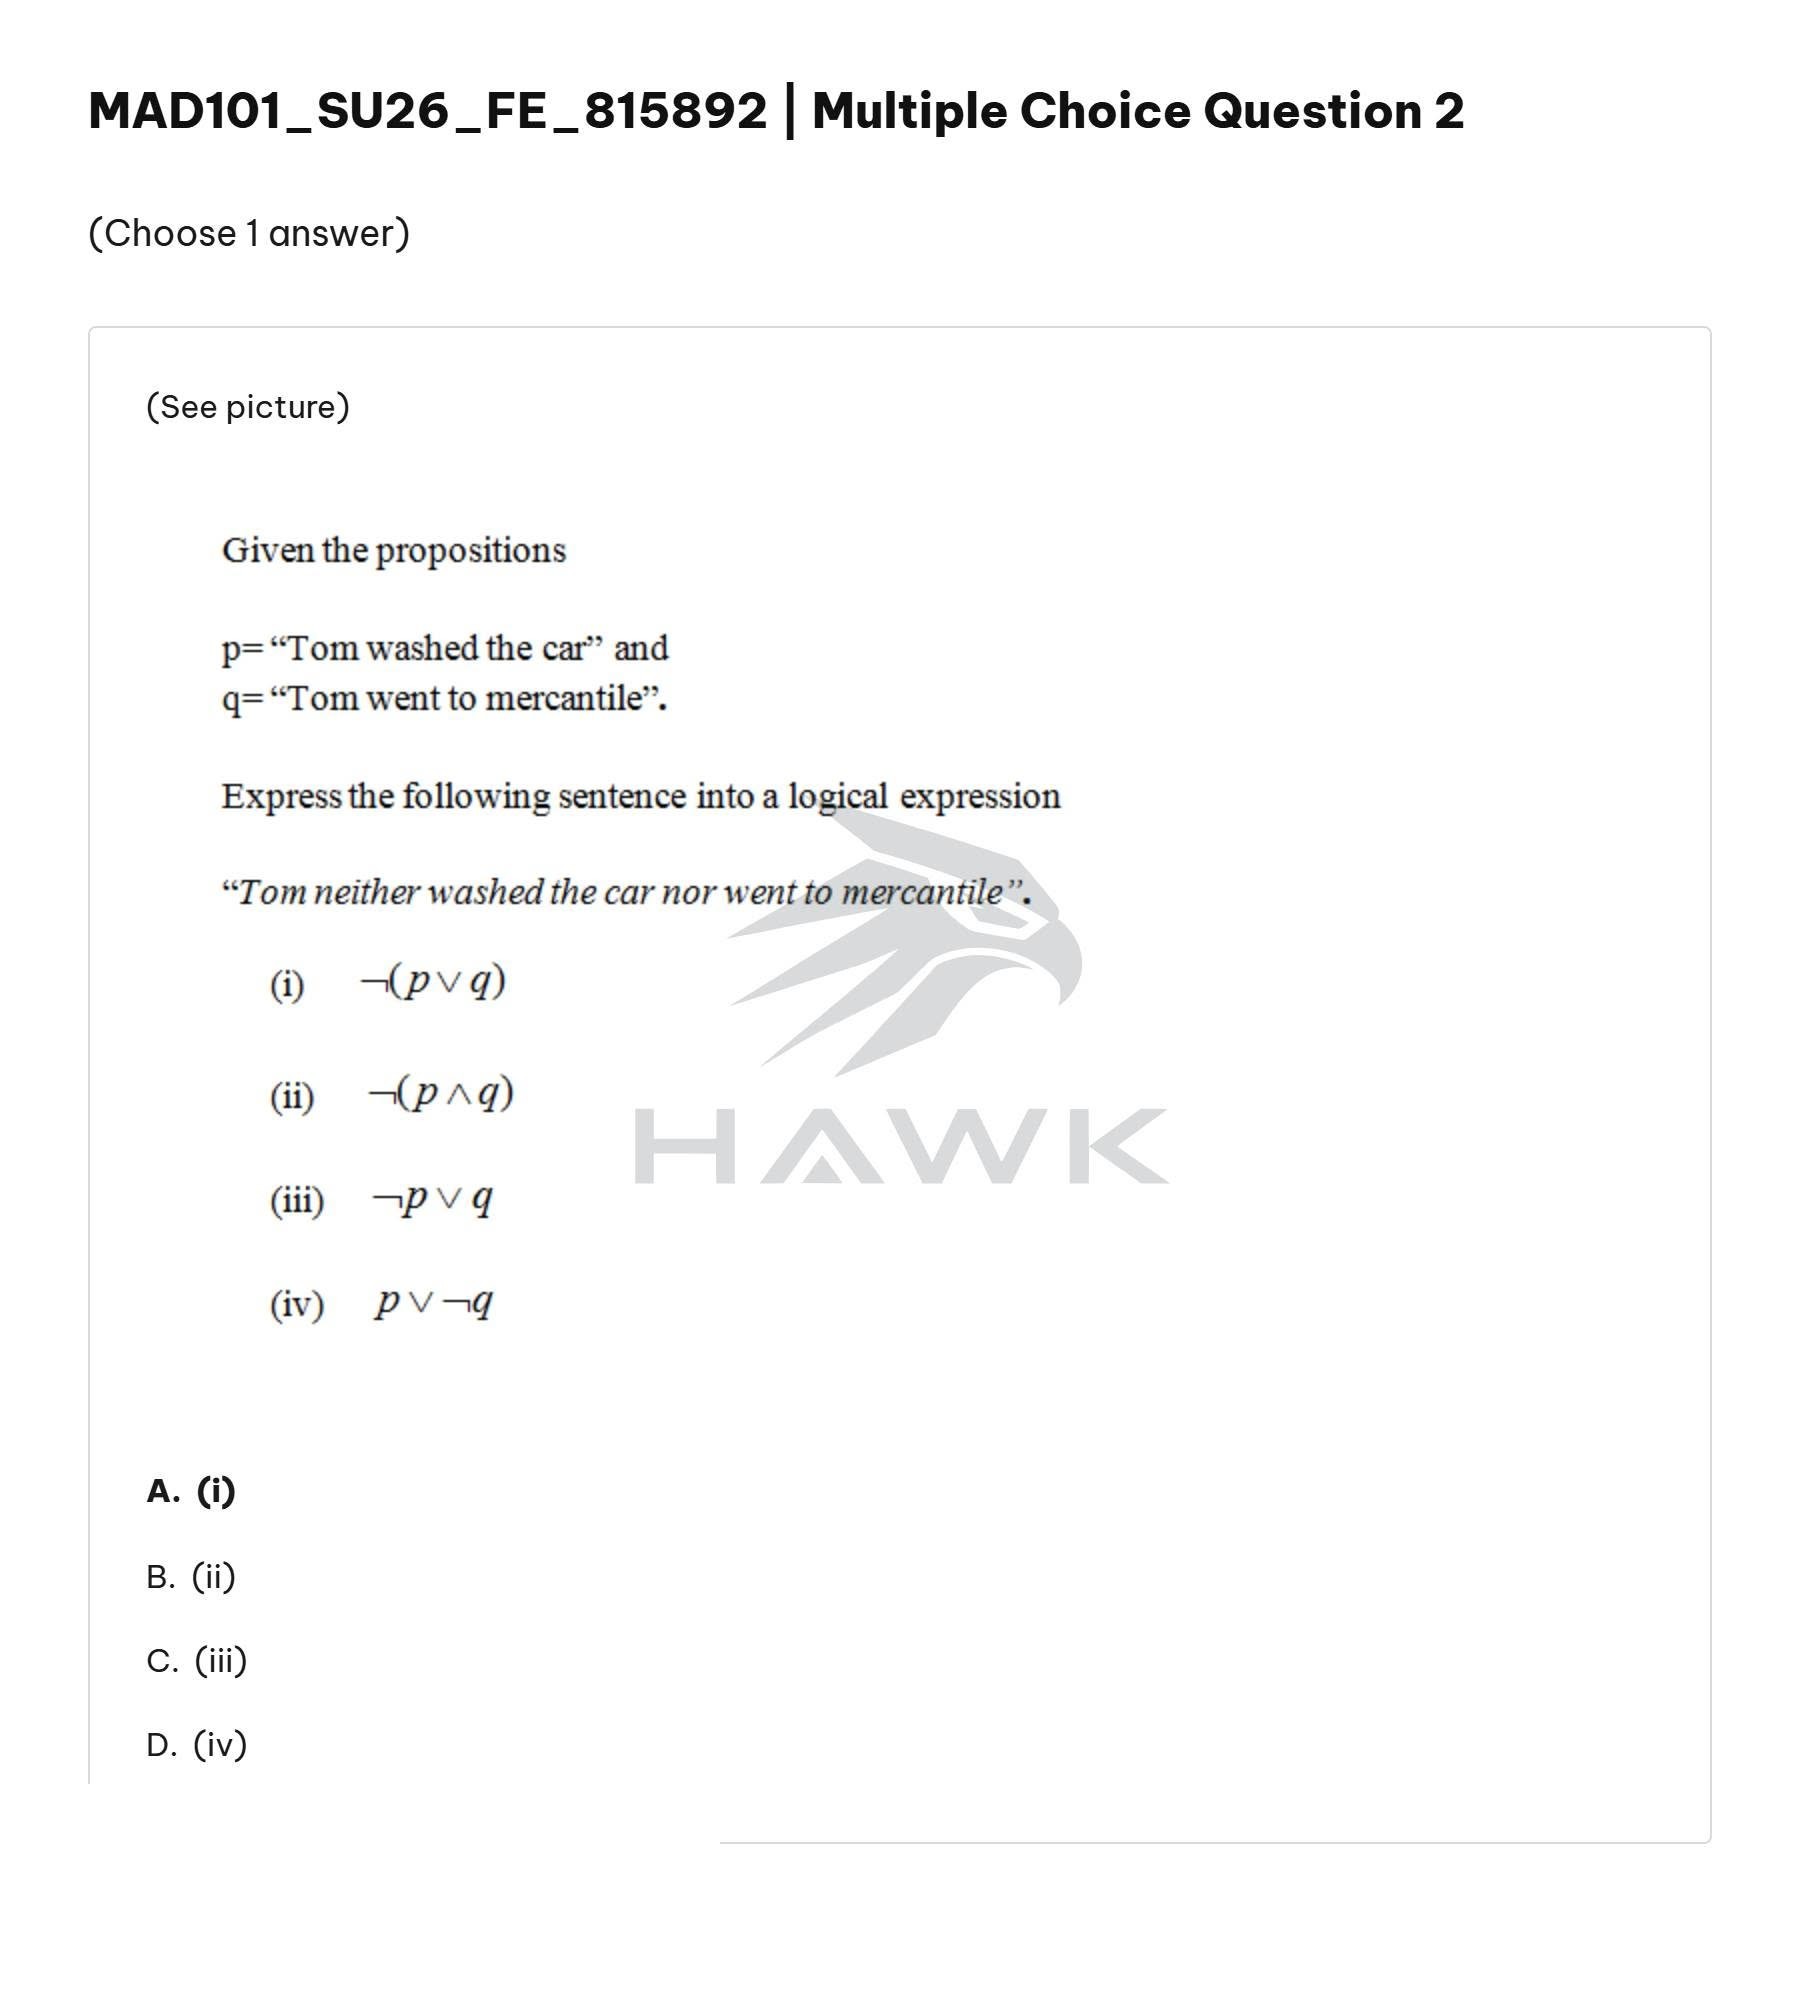 MAD101_SU26_FE_815892 | Multiple Choice Question 2
(Choose 1 answer)
(See picture)
Given the propositions
p= “Tom washed the car” and
q= “Tom went to mercantile”.
Express the following sentence into a logical expression
“Tom neither washed the car nor went to mercantile”.
(i) ¬(p∨q)
(ii) ¬(p∧q)
(iii) ¬p∨q
(iv) p∨¬q
HAWK
A. (i)
B. (ii)
C. (iii)
D. (iv)